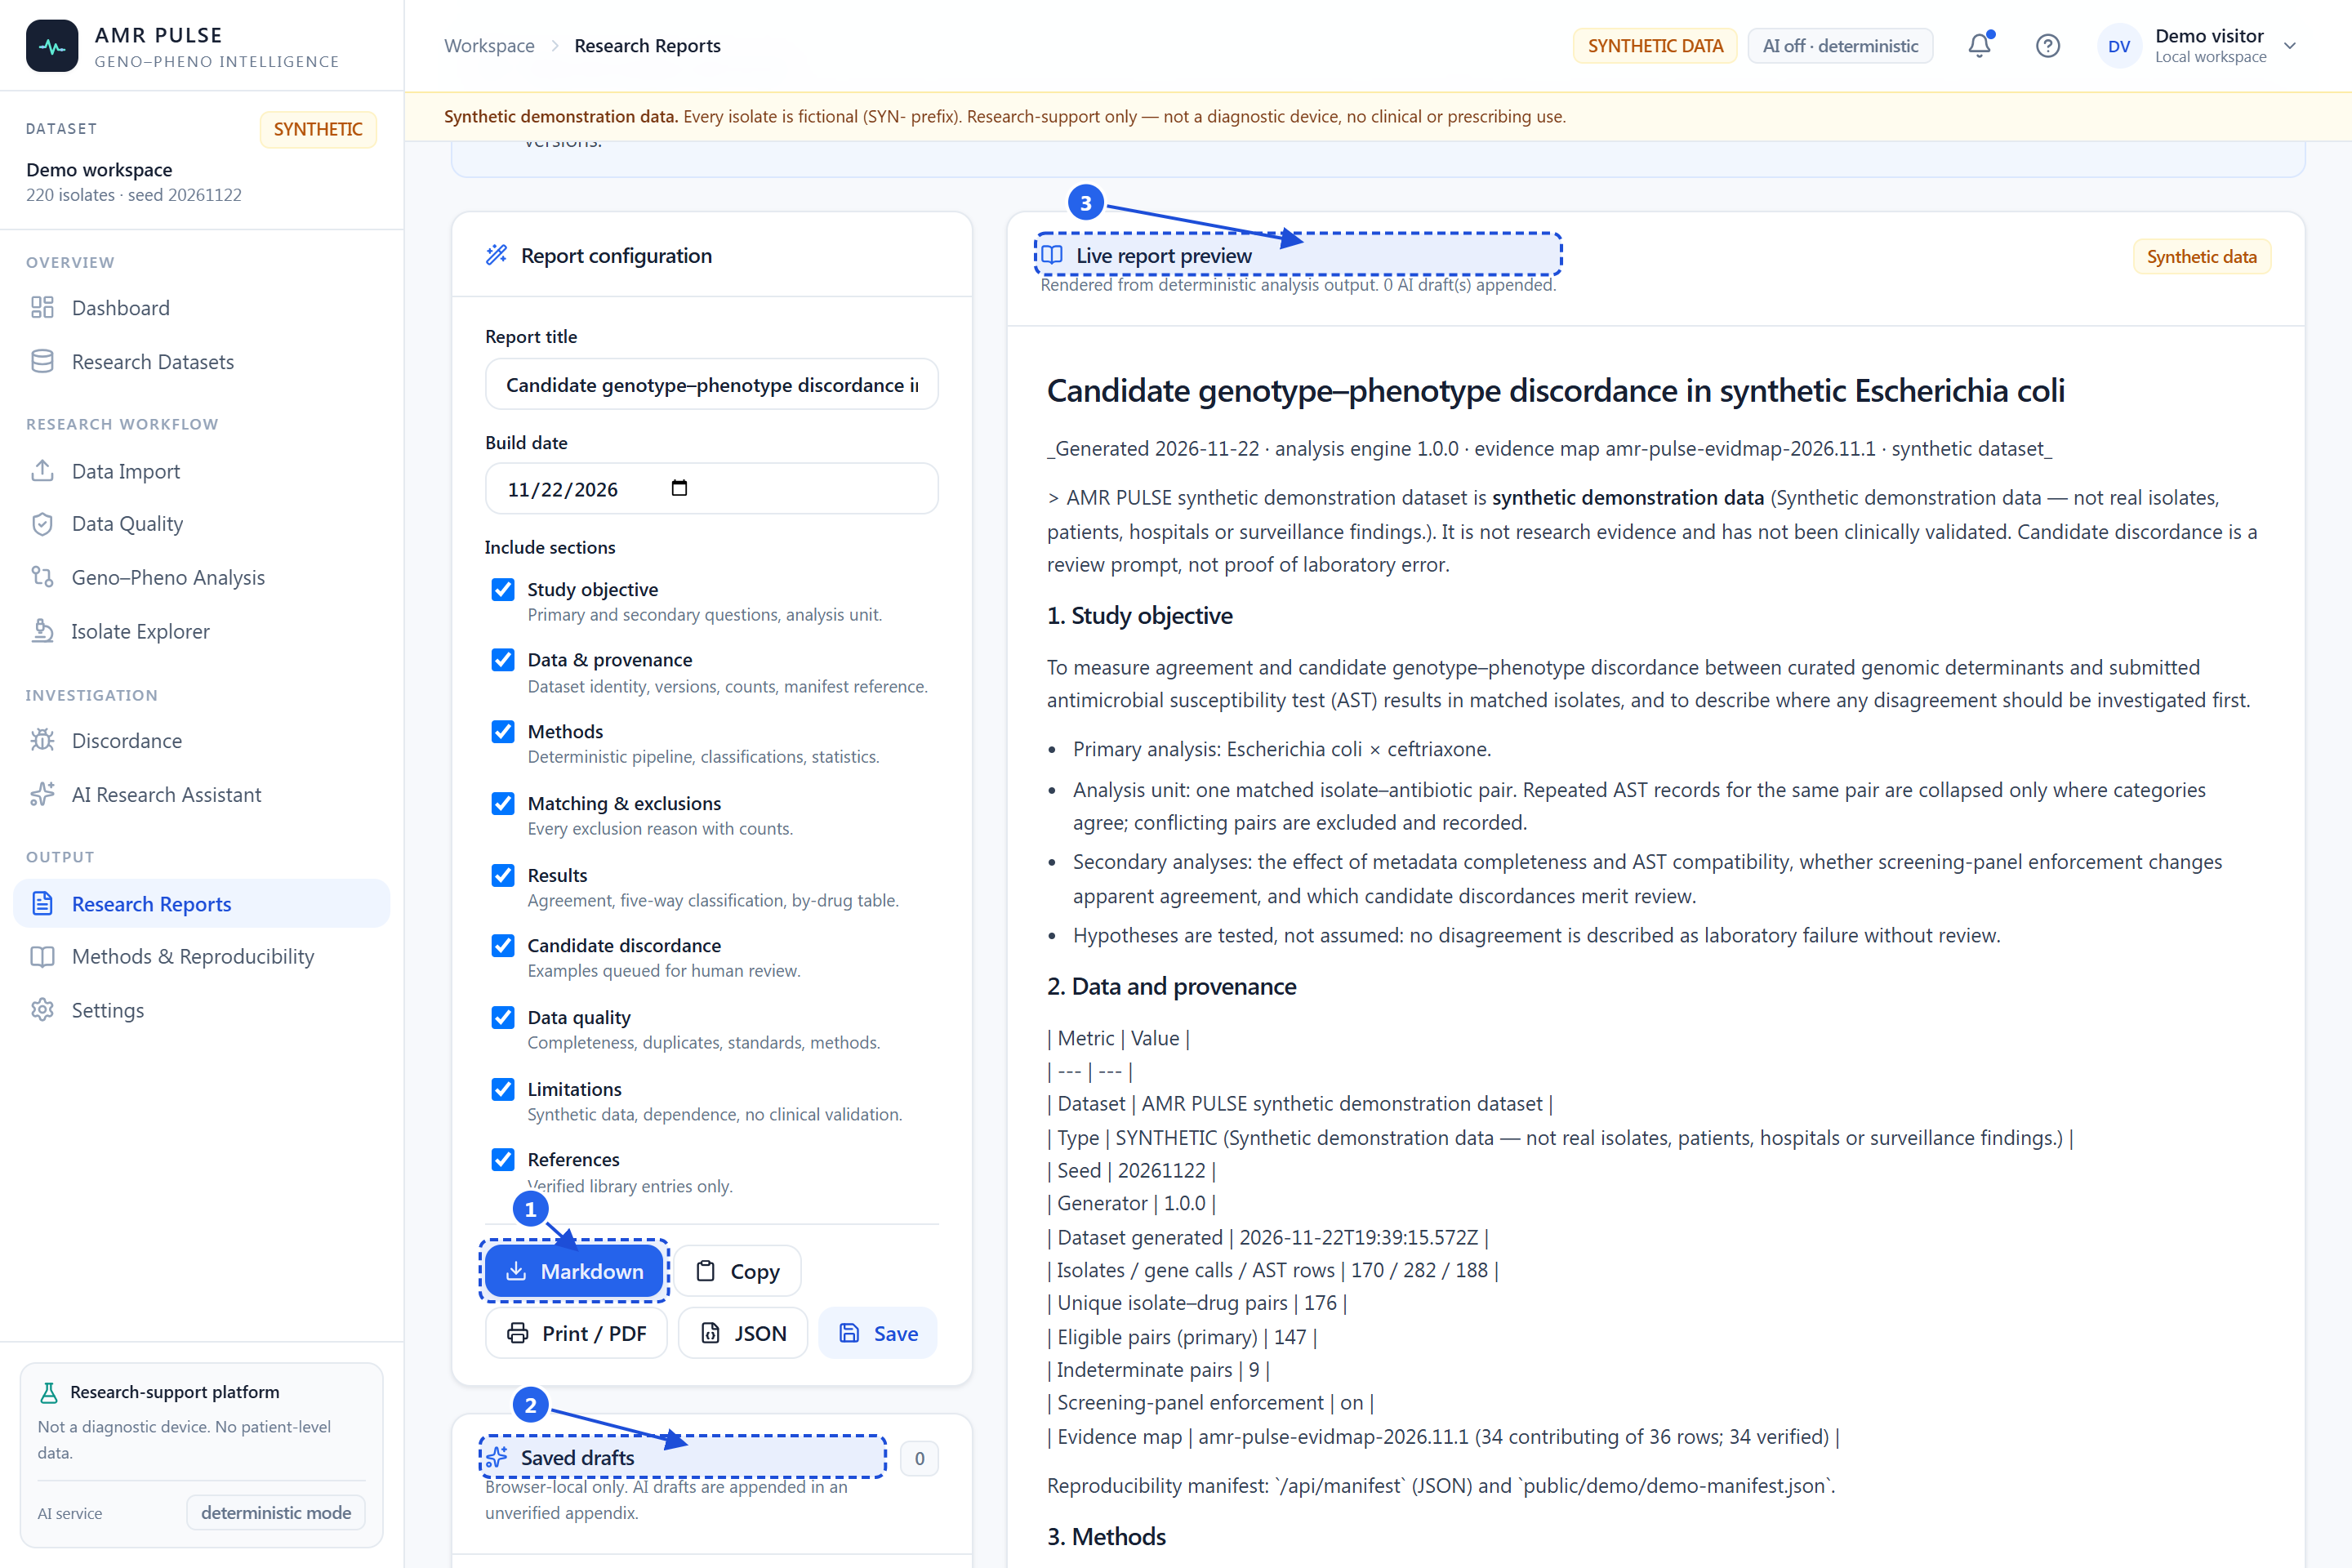 AMR PULSE
GENO–PHENO INTELLIGENCE
DATASET
SYNTHETIC
Demo workspace
220 isolates · seed 20261122
OVERVIEW
Dashboard
Research Datasets
RESEARCH WORKFLOW
Data Import
Data Quality
Geno–Pheno Analysis
Isolate Explorer
INVESTIGATION
Discordance
AI Research Assistant
OUTPUT
Research Reports
Methods & Reproducibility
Settings
Research-support platform
Not a diagnostic device. No patient-level
data.
AI service
deterministic mode
Workspace
Research Reports
SYNTHETIC DATA
AI off · deterministic
DV
Demo visitor
Local workspace
Synthetic demonstration data. Every isolate is fictional (SYN- prefix). Research-support only — not a diagnostic device, no clinical or prescribing use.
versions.
Report configuration
Report title
Candidate genotype–phenotype discordance in
Build date
11/22/2026
Include sections
Study objective
Primary and secondary questions, analysis unit.
Data & provenance
Dataset identity, versions, counts, manifest reference.
Methods
Deterministic pipeline, classifications, statistics.
Matching & exclusions
Every exclusion reason with counts.
Results
Agreement, five-way classification, by-drug table.
Candidate discordance
Examples queued for human review.
Data quality
Completeness, duplicates, standards, methods.
Limitations
Synthetic data, dependence, no clinical validation.
References
Verified library entries only.
1
Markdown
Copy
Print / PDF
JSON
Save
2
Saved drafts
0
Browser-local only. AI drafts are appended in an
unverified appendix.
3
Live report preview
Synthetic data
Rendered from deterministic analysis output. 0 AI draft(s) appended.
Candidate genotype–phenotype discordance in synthetic Escherichia coli
_Generated 2026-11-22 · analysis engine 1.0.0 · evidence map amr-pulse-evidmap-2026.11.1 · synthetic dataset_
> AMR PULSE synthetic demonstration dataset is synthetic demonstration data (Synthetic demonstration data — not real isolates,
patients, hospitals or surveillance findings.). It is not research evidence and has not been clinically validated. Candidate discordance is a
review prompt, not proof of laboratory error.
1. Study objective
To measure agreement and candidate genotype–phenotype discordance between curated genomic determinants and submitted
antimicrobial susceptibility test (AST) results in matched isolates, and to describe where any disagreement should be investigated first.
• Primary analysis: Escherichia coli × ceftriaxone.
• Analysis unit: one matched isolate–antibiotic pair. Repeated AST records for the same pair are collapsed only where categories
agree; conflicting pairs are excluded and recorded.
• Secondary analyses: the effect of metadata completeness and AST compatibility, whether screening-panel enforcement changes
apparent agreement, and which candidate discordances merit review.
• Hypotheses are tested, not assumed: no disagreement is described as laboratory failure without review.
2. Data and provenance
| Metric | Value |
| --- | --- |
| Dataset | AMR PULSE synthetic demonstration dataset |
| Type | SYNTHETIC (Synthetic demonstration data — not real isolates, patients, hospitals or surveillance findings.) |
| Seed | 20261122 |
| Generator | 1.0.0 |
| Dataset generated | 2026-11-22T19:39:15.572Z |
| Isolates / gene calls / AST rows | 170 / 282 / 188 |
| Unique isolate–drug pairs | 176 |
| Eligible pairs (primary) | 147 |
| Indeterminate pairs | 9 |
| Screening-panel enforcement | on |
| Evidence map | amr-pulse-evidmap-2026.11.1 (34 contributing of 36 rows; 34 verified) |
Reproducibility manifest: `/api/manifest` (JSON) and `public/demo/demo-manifest.json`.
3. Methods